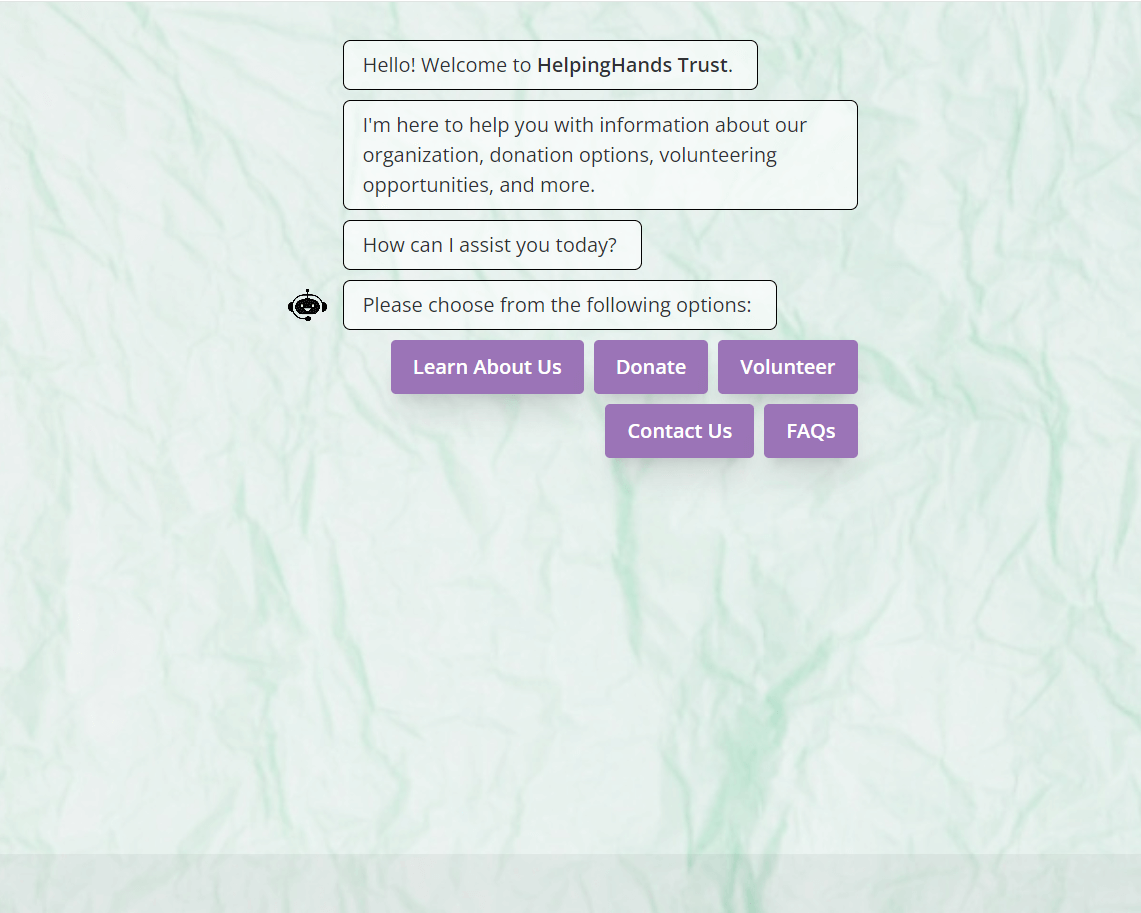 Hello! Welcome to HelpingHands Trust.
I'm here to help you with information about our
organization, donation options, volunteering
opportunities, and more.
How can I assist you today?
Please choose from the following options:
Learn About Us Donate Volunteer
Contact Us FAQs